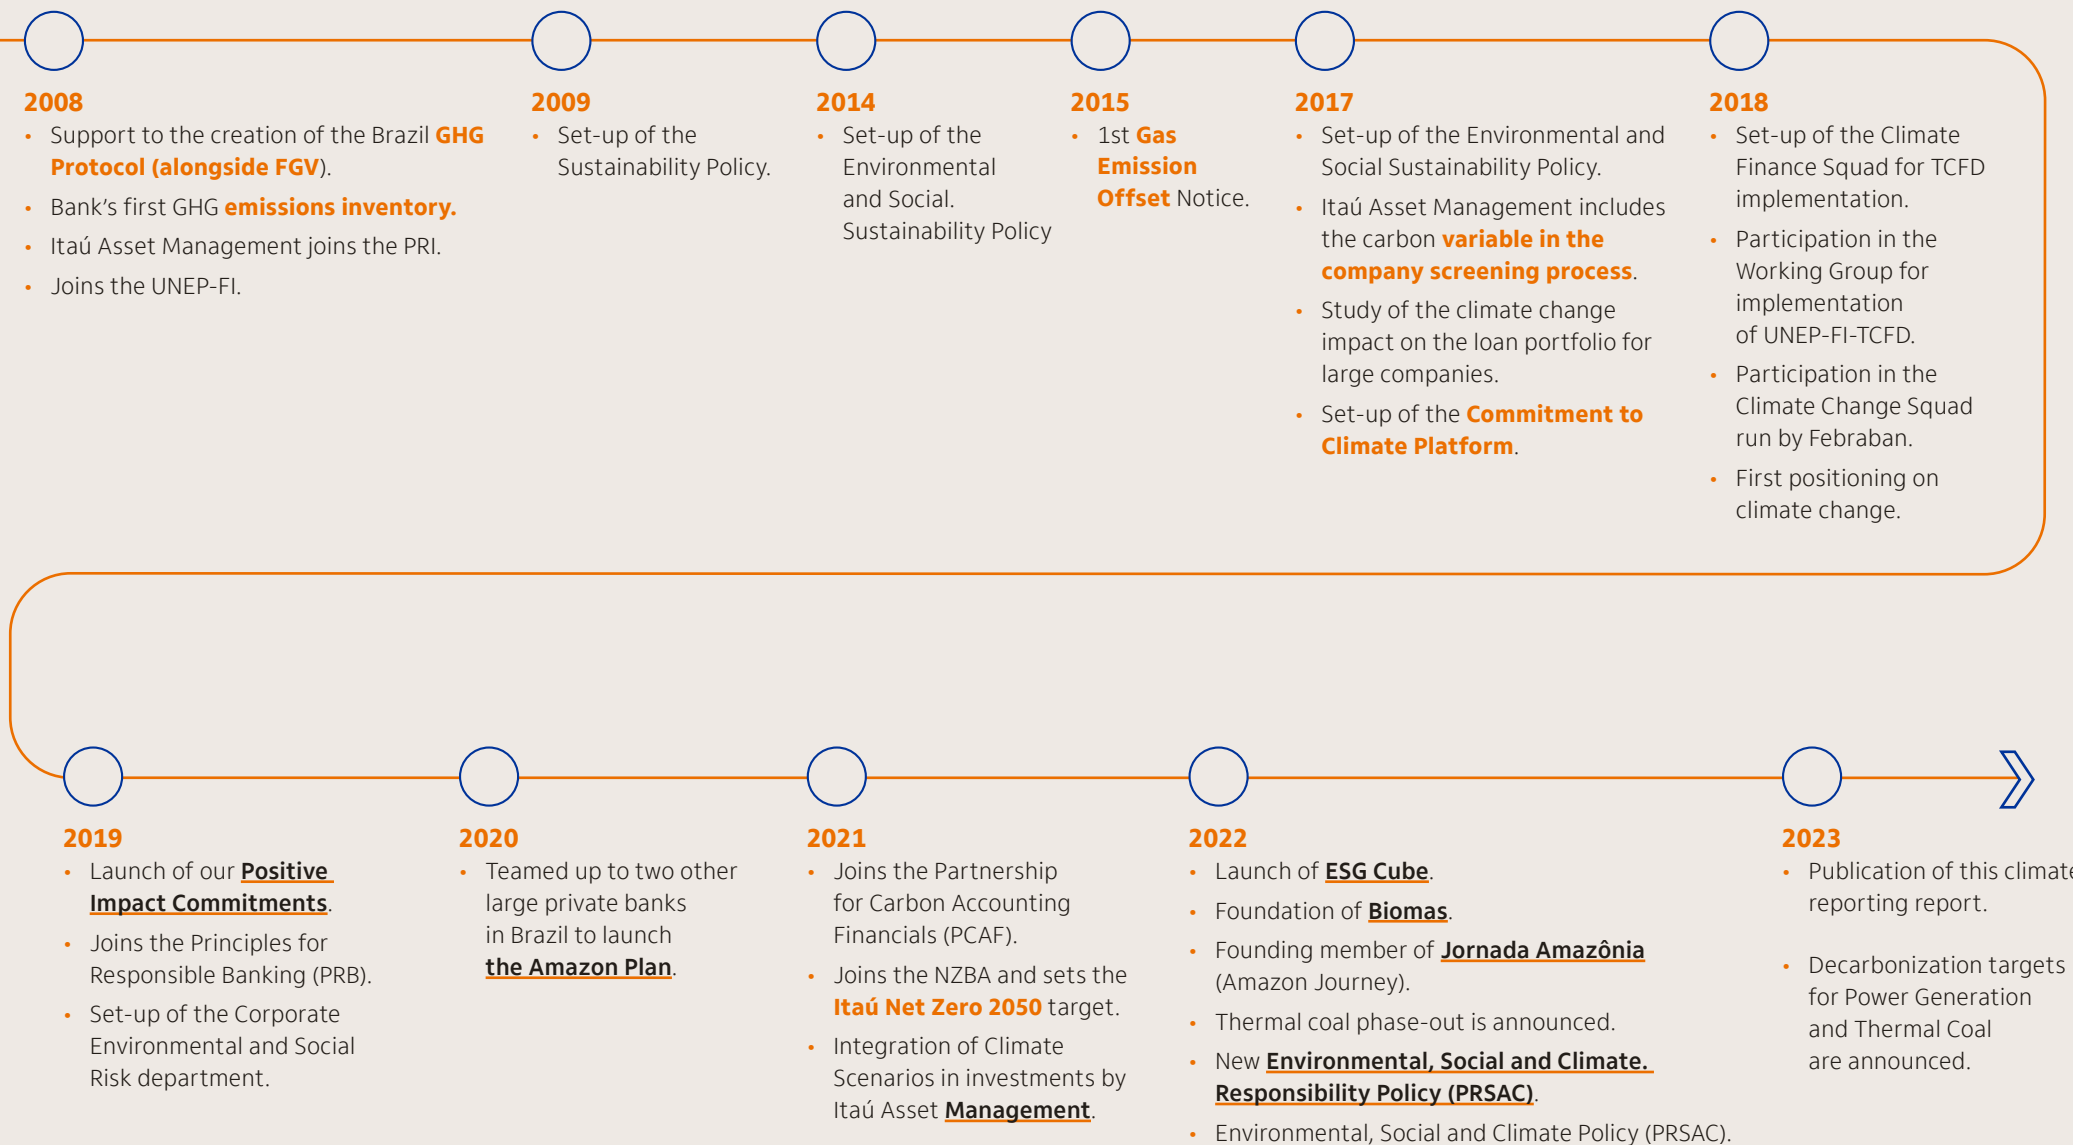 2008
• Support to the creation of the Brazil GHG
Protocol (alongside FGV).
• Bank's first GHG emissions inventory.
• Itaú Asset Management joins the PRI.
• Joins the UNEP-FI.
2009
• Set-up of the
Sustainability Policy.
2014
• Set-up of the
Environmental
and Social.
Sustainability Policy
2015
• 1st Gas
Emission
Offset Notice.
2017
• Set-up of the Environmental and
Social Sustainability Policy.
• Itaú Asset Management includes
the carbon variable in the
company screening process.
• Study of the climate change
impact on the loan portfolio for
large companies.
• Set-up of the Commitment to
Climate Platform.
2018
• Set-up of the Climate
Finance Squad for TCFD
implementation.
• Participation in the
Working Group for
implementation
of UNEP-FI-TCFD.
• Participation in the
Climate Change Squad
run by Febraban.
• First positioning on
climate change.
2019
• Launch of our Positive
Impact Commitments.
• Joins the Principles for
Responsible Banking (PRB).
• Set-up of the Corporate
Environmental and Social
Risk department.
2020
• Teamed up to two other
large private banks
in Brazil to launch
the Amazon Plan.
2021
• Joins the Partnership
for Carbon Accounting
Financials (PCAF).
• Joins the NZBA and sets the
Itaú Net Zero 2050 target.
• Integration of Climate
Scenarios in investments by
Itaú Asset Management.
2022
• Launch of ESG Cube.
• Foundation of Biomas.
• Founding member of Jornada Amazônia
(Amazon Journey).
• Thermal coal phase-out is announced.
• New Environmental, Social and Climate.
Responsibility Policy (PRSAC).
• Environmental, Social and Climate Policy (PRSAC).
2023
• Publication of this climate
reporting report.
• Decarbonization targets
for Power Generation
and Thermal Coal
are announced.